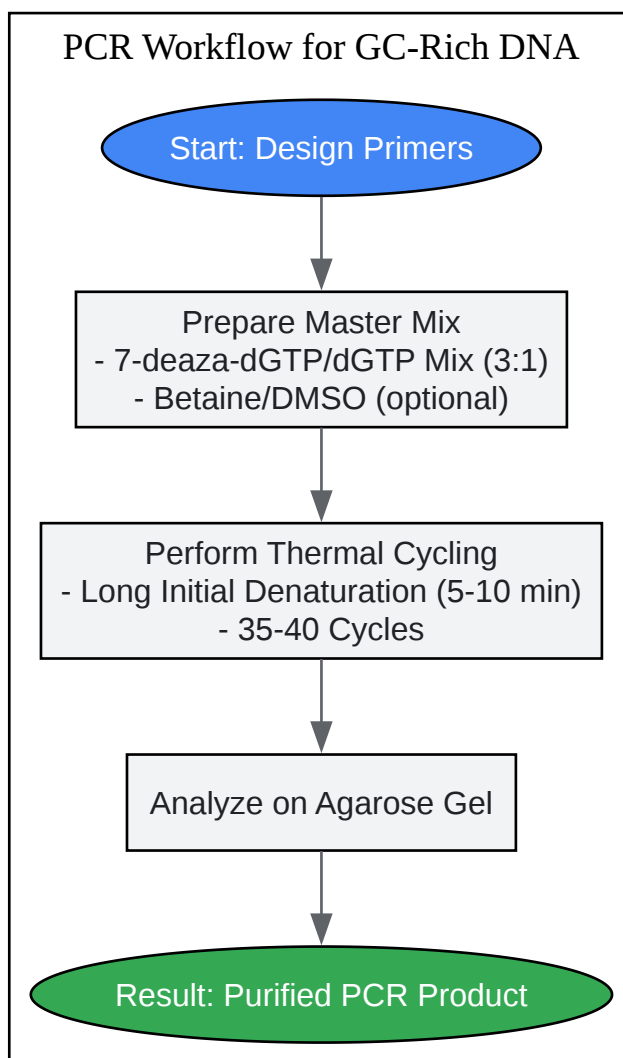 PCR Workflow for GC-Rich DNA
Start: Design Primers
Prepare Master Mix
- 7-deaza-dGTP/dGTP Mix (3:1)
- Betaine/DMSO (optional)
Perform Thermal Cycling
- Long Initial Denaturation (5-10 min)
- 35-40 Cycles
Analyze on Agarose Gel
Result: Purified PCR Product